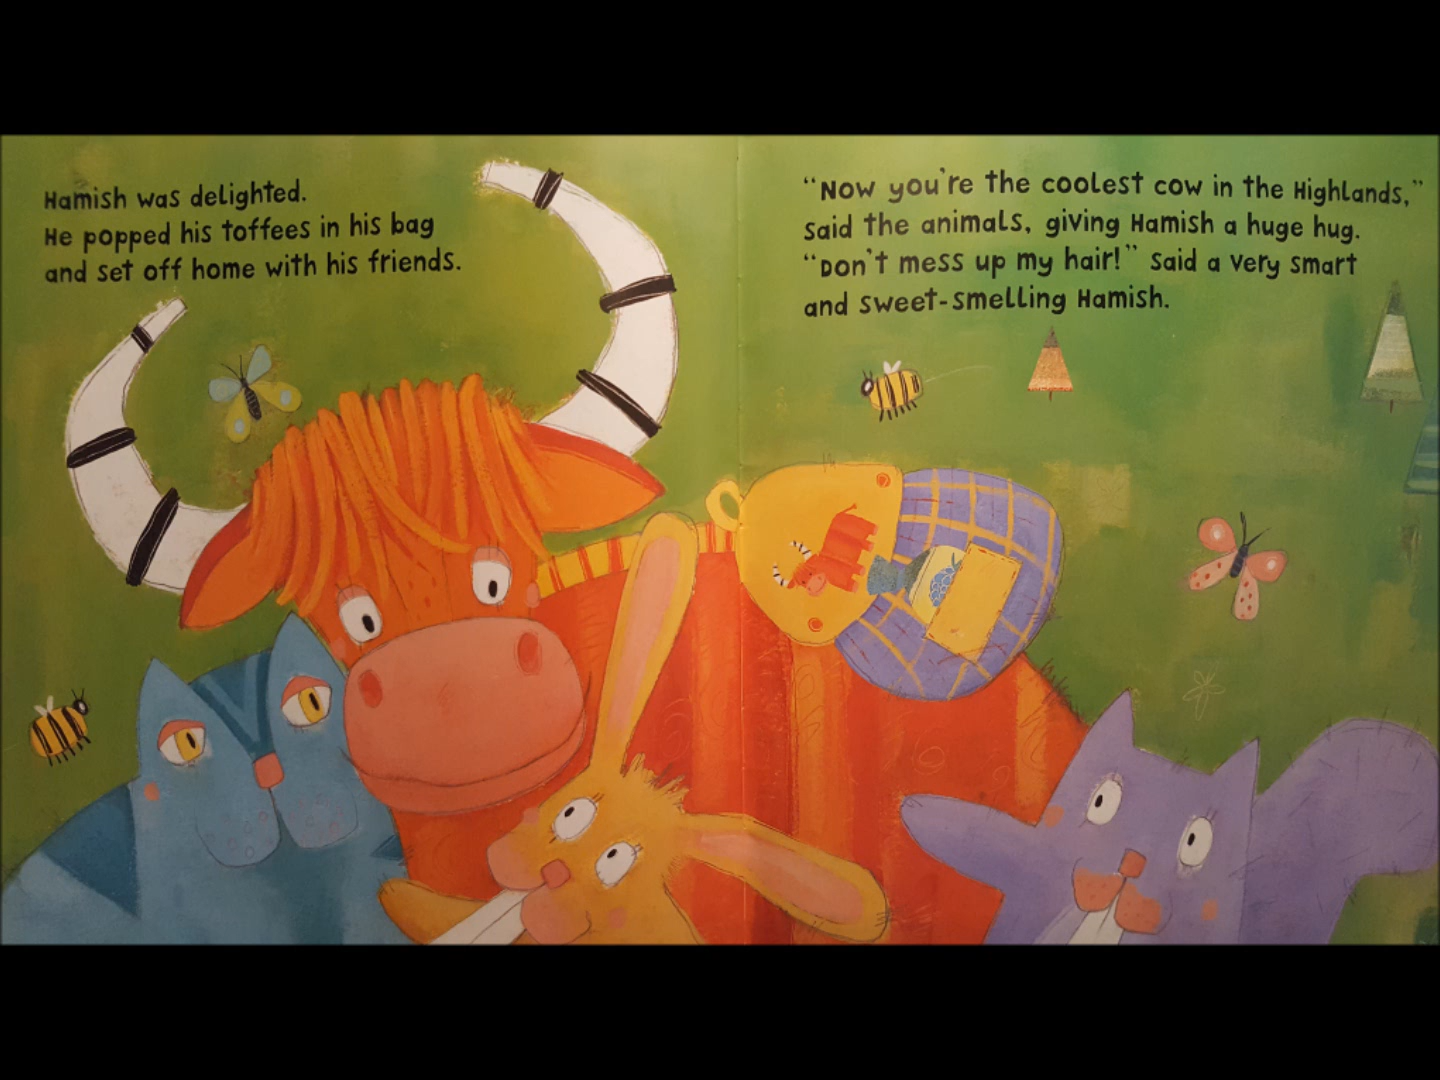 Hamish was delighted.
He popped his toffees in his bag
and set off home with his friends.
“Now you’re the coolest cow in the Highlands,”
said the animals, giving Hamish a huge hug.
“Don’t mess up my hair!” said a very smart
and sweet-smelling Hamish.